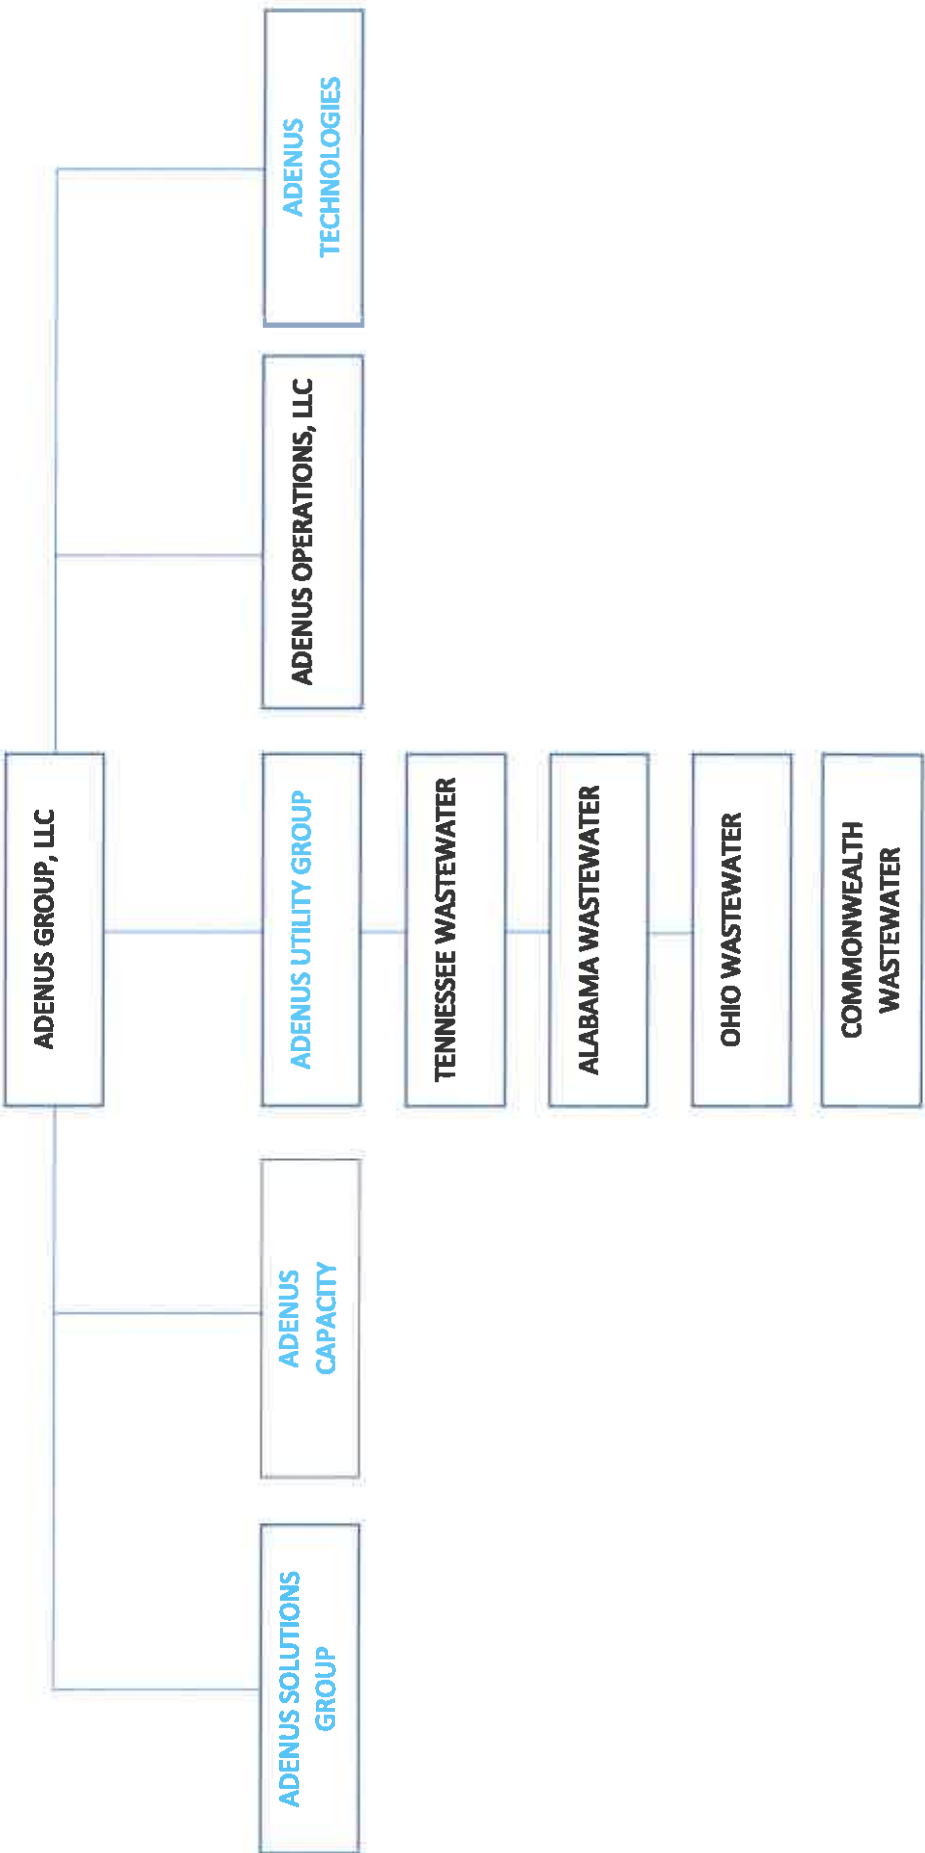 ADENUS GROUP, LLC
ADENUS SOLUTIONS
GROUP
ADENUS
CAPACITY
ADENUS UTILITY GROUP
ADENUS OPERATIONS, LLC
ADENUS
TECHNOLOGIES
TENNESSEE WASTEWATER
ALABAMA WASTEWATER
OHIO WASTEWATER
COMMONWEALTH
WASTEWATER